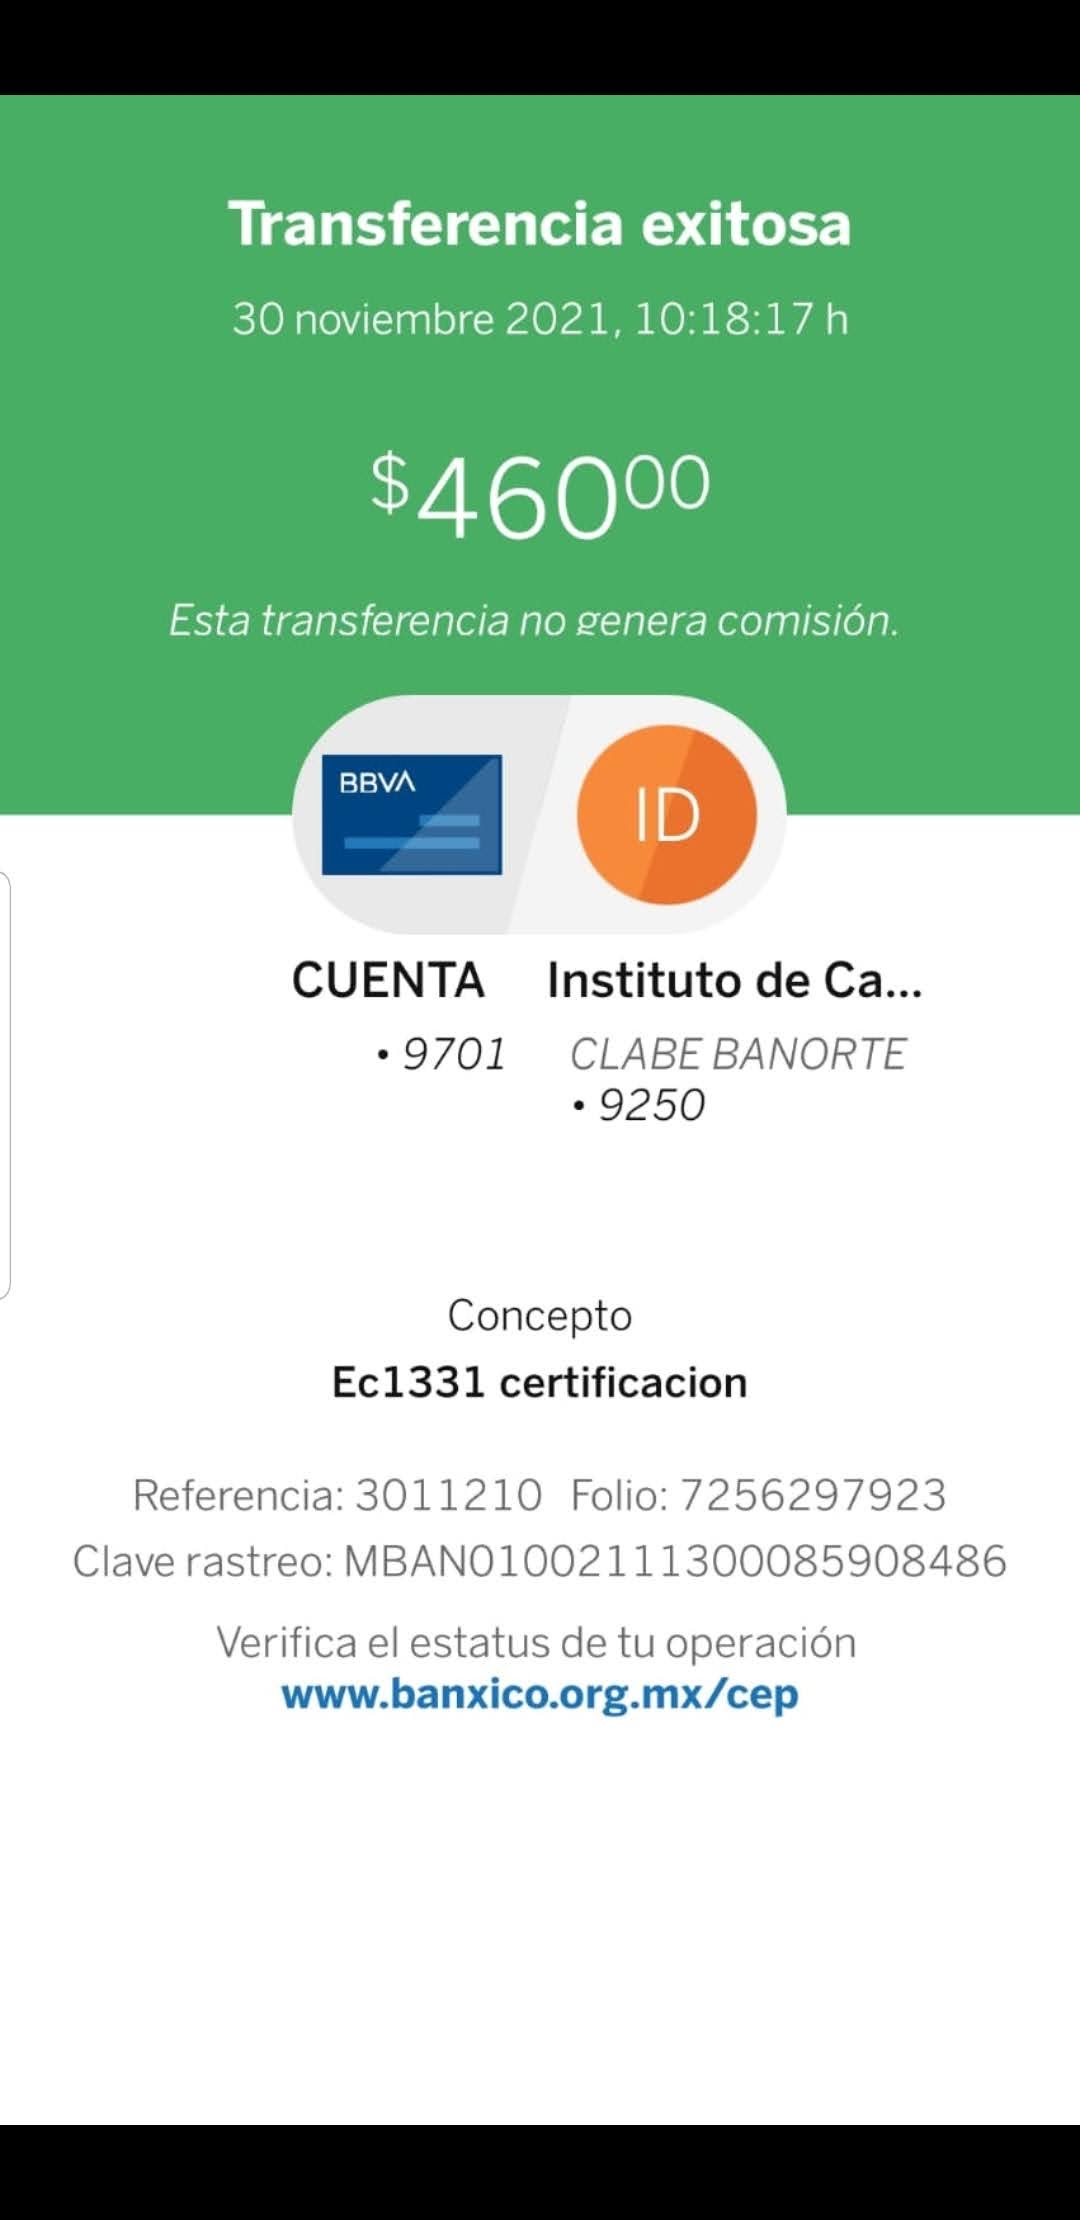 Transferencia exitosa
30 noviembre 2021, 10:18:17 h
$460⁰⁰
Esta transferencia no genera comisión.
BBVA
ID
CUENTA
• 9701
Instituto de Ca...
CLABE BANORTE
• 9250
Concepto
Ec1331 certificacion
Referencia: 3011210 Folio: 7256297923
Clave rastreo: MBAN01002111300085908486
Verifica el estatus de tu operación
www.banxico.org.mx/cep